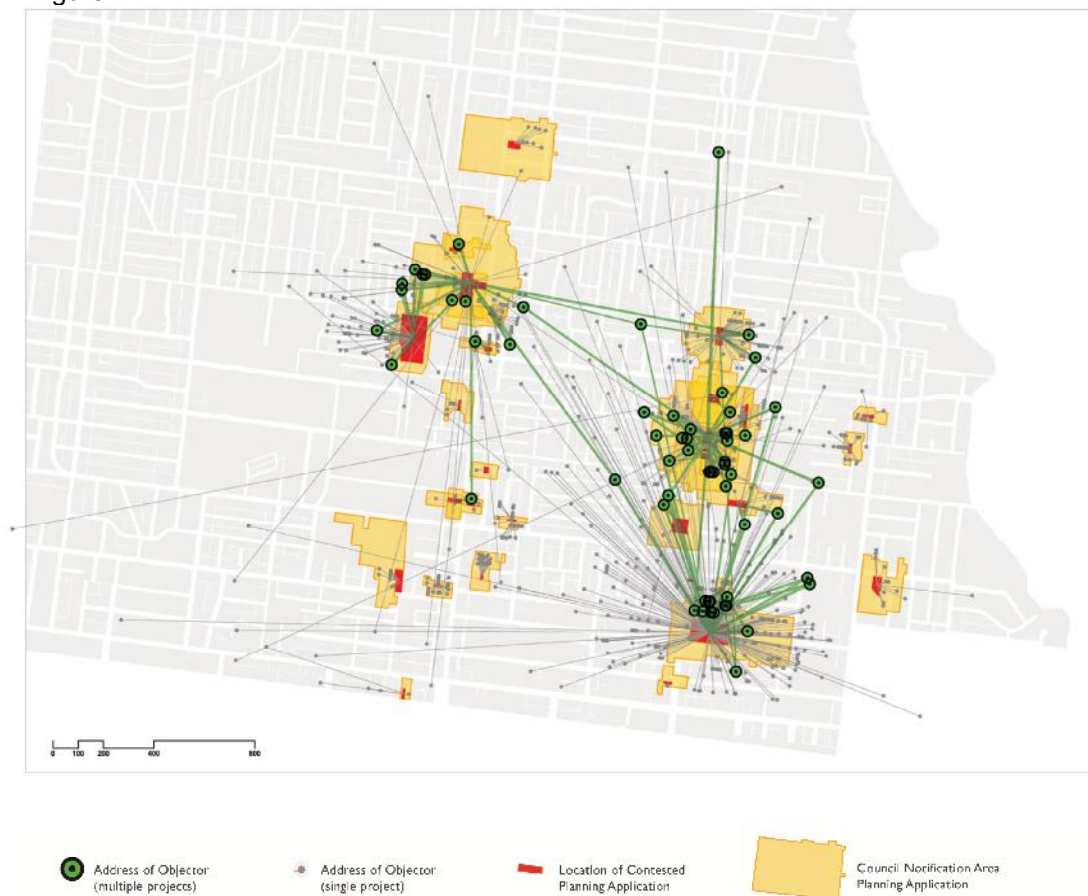 0 100 200 400 800
Address of Objector
(multiple projects)
Address of Objector
(single project)
Location of Contested
Planning Application
Council Notification Area
Planning Application